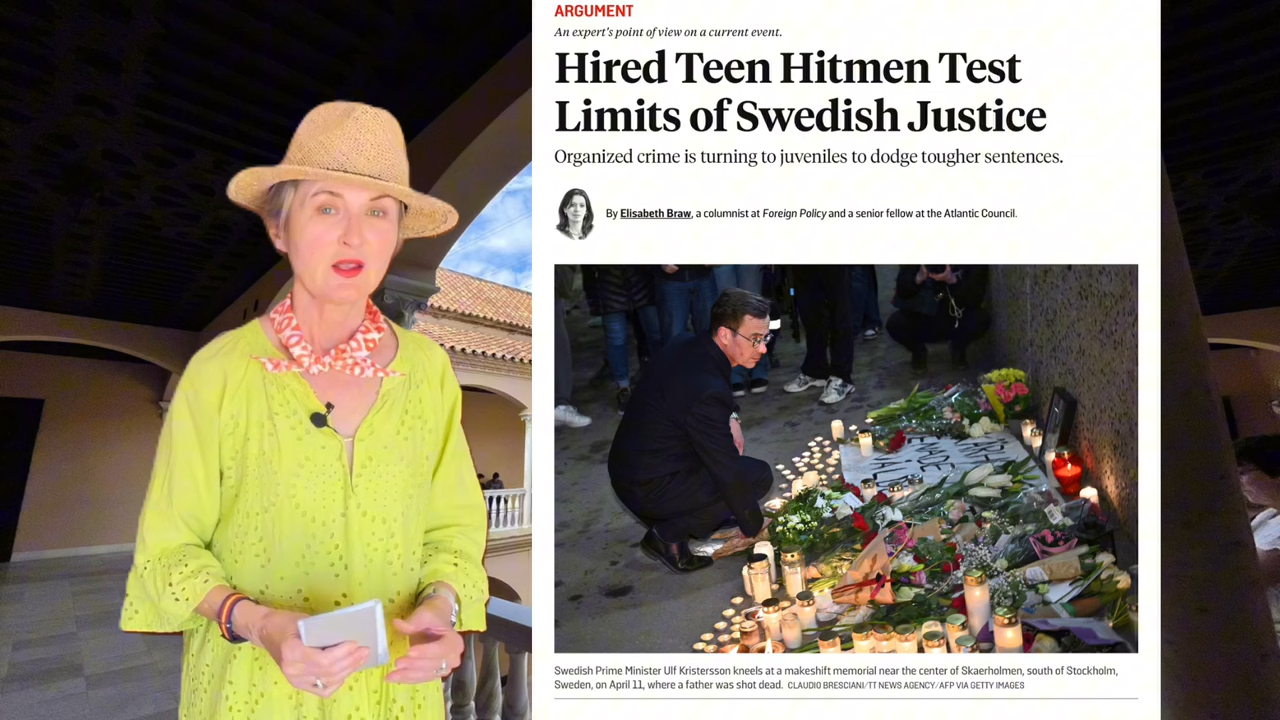 ARGUMENT
An expert's point of view on a current event.
Hired Teen Hitmen Test
Limits of Swedish Justice
Organized crime is turning to juveniles to dodge tougher sentences.
By Elisabeth Braw, a columnist at Foreign Policy and a senior fellow at the Atlantic Council.
Swedish Prime Minister Ulf Kristersson kneels at a makeshift memorial near the center of Skaerholmen, south of Stockholm,
Sweden, on April 11, where a father was shot dead. CLAUDIO BRESCIANI/TT NEWS AGENCY/AFP VIA GETTY IMAGES